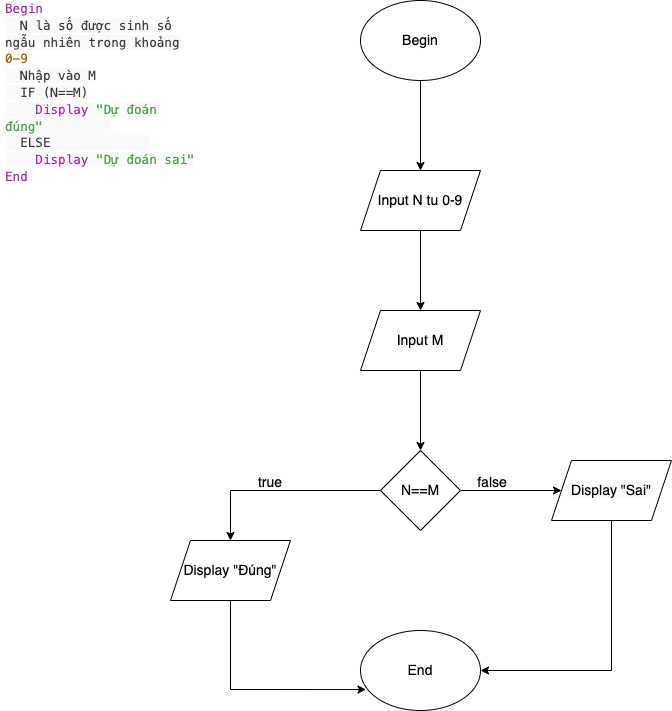 Begin
N là số được sinh số
ngẫu nhiên trong khoảng
0-9
Nhập vào M
IF (N==M)
Display "Dự đoán
đúng"
ELSE
Display "Dự đoán sai"
End
Begin
Input N tu 0-9
Input M
N==M
true
false
Display "Sai"
Display "Đúng"
End